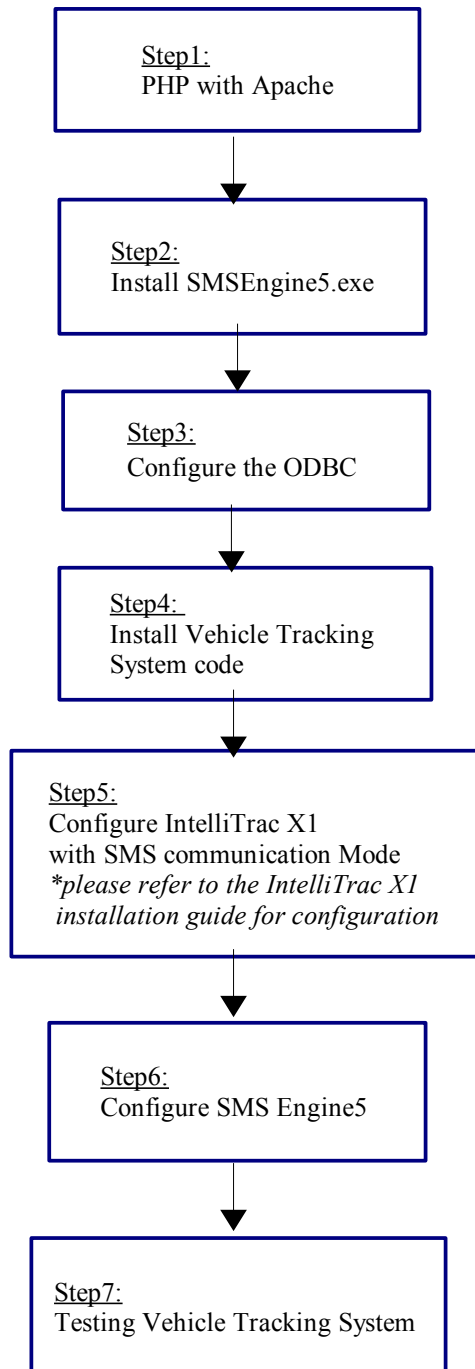 Step1:
PHP with Apache
Step2:
Install SMSEngine5.exe
Step3:
Configure the ODBC
Step4:
Install Vehicle Tracking
System code
Step5:
Configure IntelliTrac X1
with SMS communication Mode
*please refer to the IntelliTrac X1
installation guide for configuration
Step6:
Configure SMS Engine5
Step7:
Testing Vehicle Tracking System